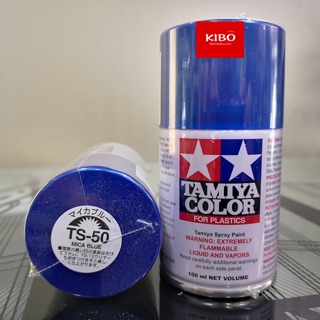 KIBO
TAMIYA
COLOR
FOR PLASTICS
Tamiya Spray Paint
WARNING: EXTREMELY
FLAMMABLE
LIQUID AND VAPORS
Read carefully additional warnings
on each side panel.
100 ml NET VOLUME
マイカブルー
TS-50
MICA BLUE